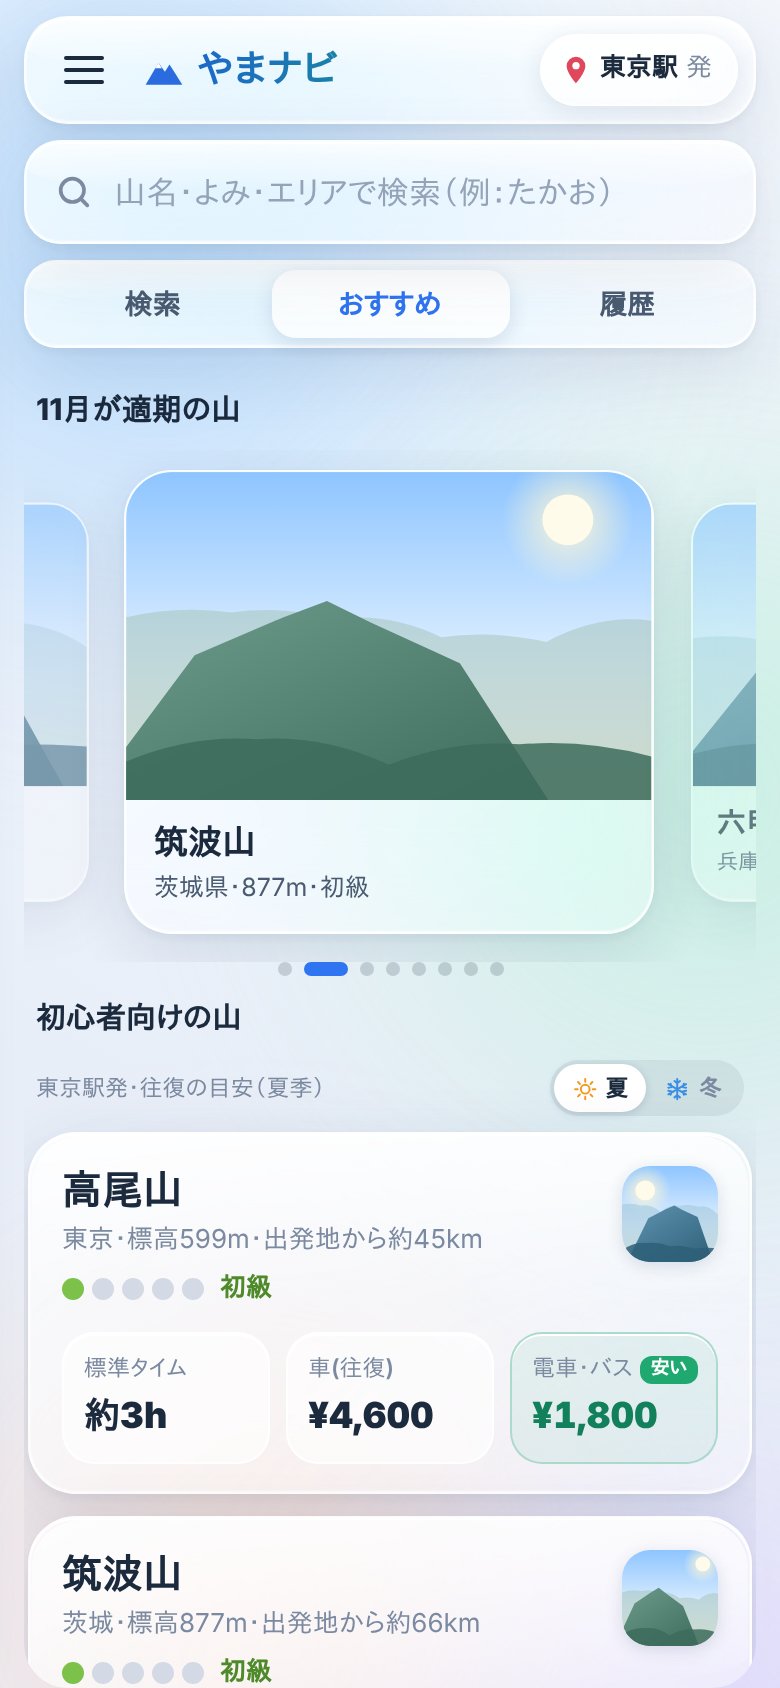 やまナビ
東京駅 発
山名・よみ・エリアで検索（例：たかお）
検索
おすすめ
履歴
11月が適期の山
筑波山
茨城県・877m・初級
六
兵庫
初心者向けの山
東京駅発・往復の目安（夏季）
夏
冬
高尾山
東京・標高599m・出発地から約45km
初級
標準タイム
約3h
車(往復)
¥4,600
電車・バス 安い
¥1,800
筑波山
茨城・標高877m・出発地から約66km
初級